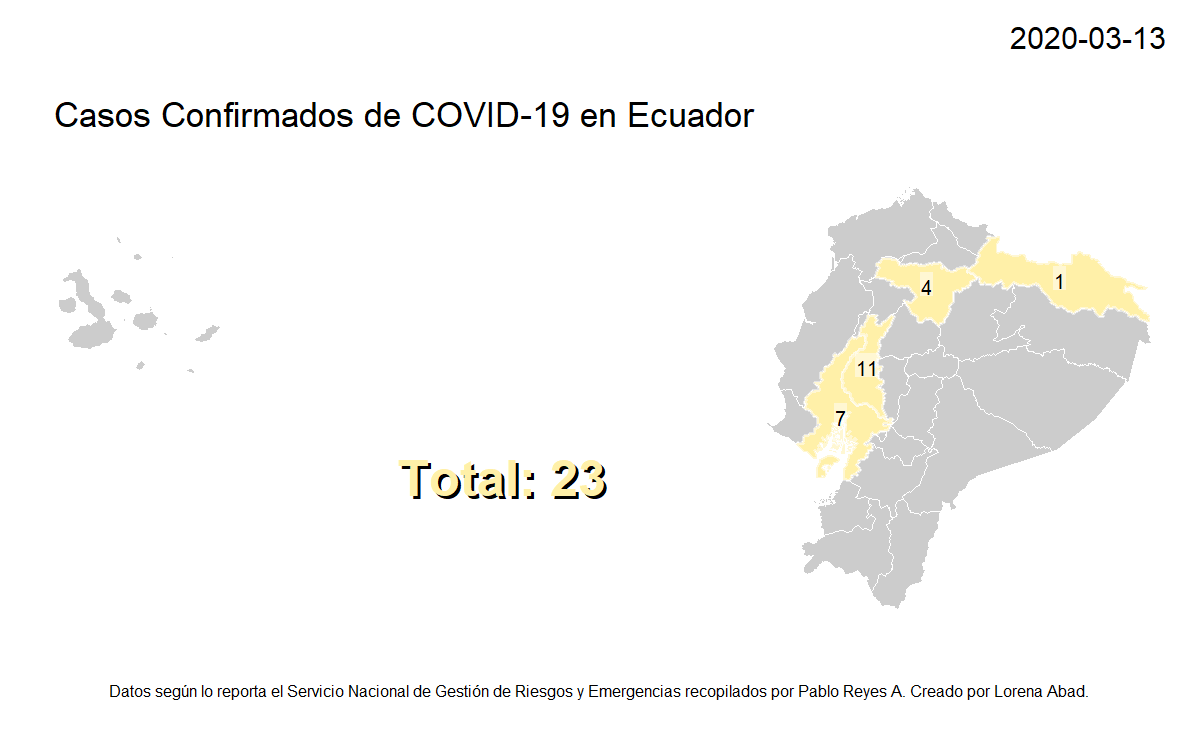 2020-03-13
Casos Confirmados de COVID-19 en Ecuador
1
4
11
7
Total: 23
Datos según lo reporta el Servicio Nacional de Gestión de Riesgos y Emergencias recopilados por Pablo Reyes A. Creado por Lorena Abad.